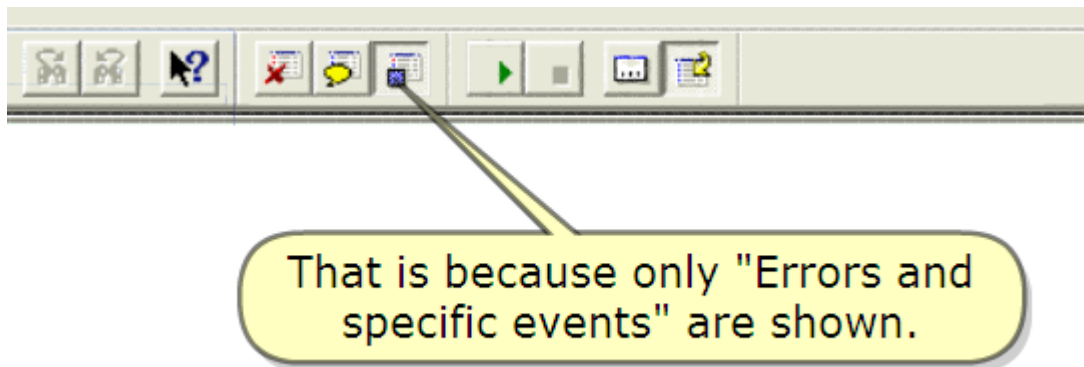 That is because only "Errors and
specific events" are shown.